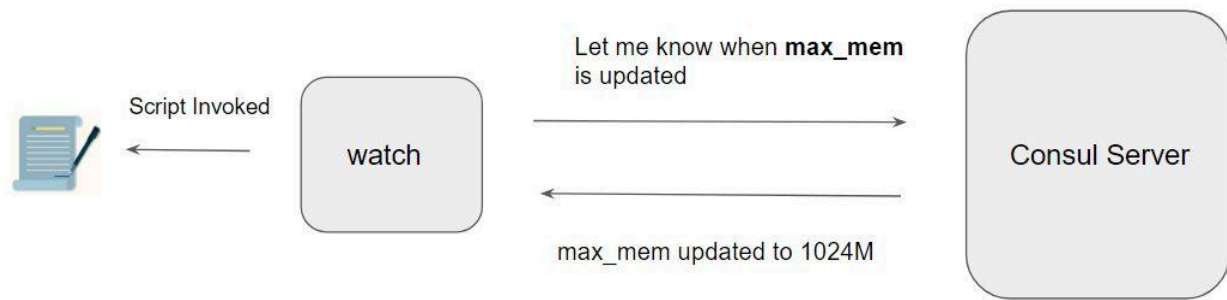 Let me know when max_mem
is updated
Script Invoked
watch
Consul Server
max_mem updated to 1024M